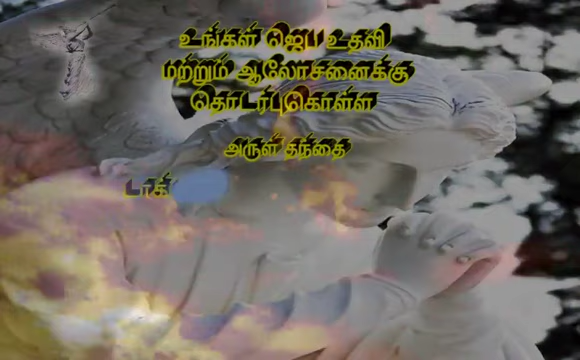 உங்கள் ஜெப உதவி
மற்றும் ஆலோசனைக்கு
தொடர்புகொள்ள
அருள் தந்தை